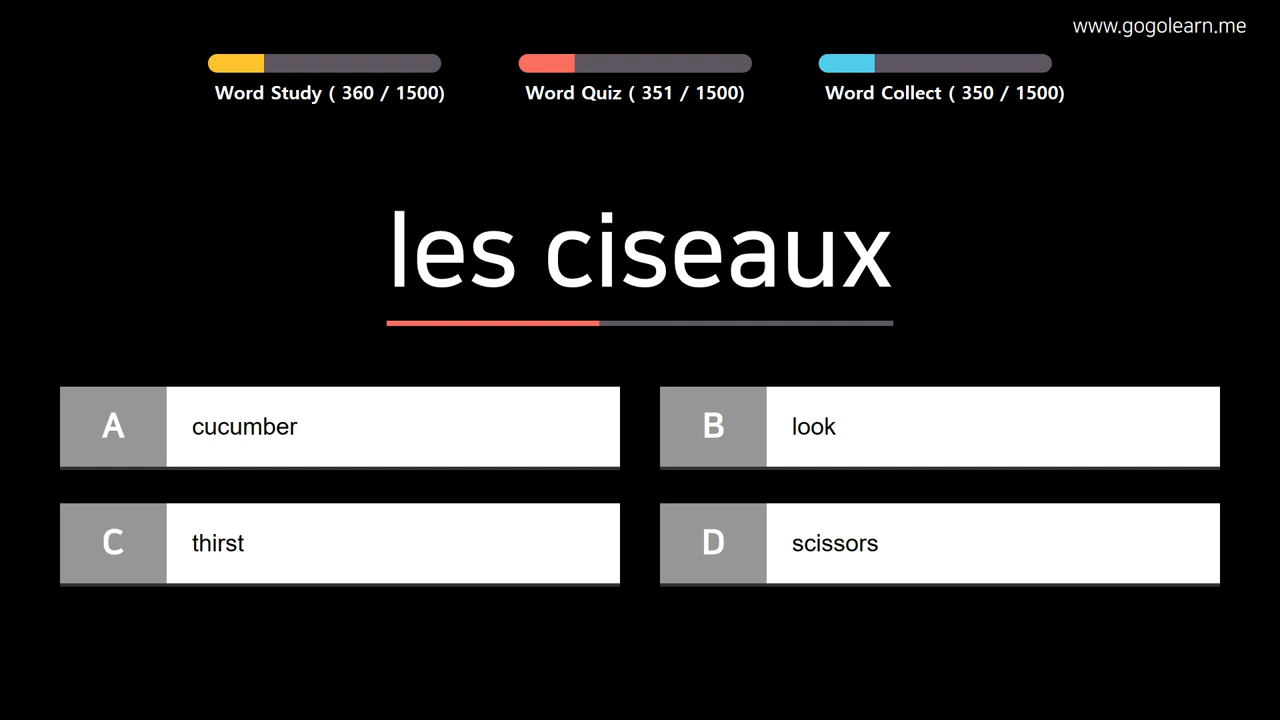 www.gogolearn.me
Word Study ( 360 / 1500)
Word Quiz ( 351 / 1500)
Word Collect ( 350 / 1500)
les ciseaux
A
cucumber
B
look
C
thirst
D
scissors